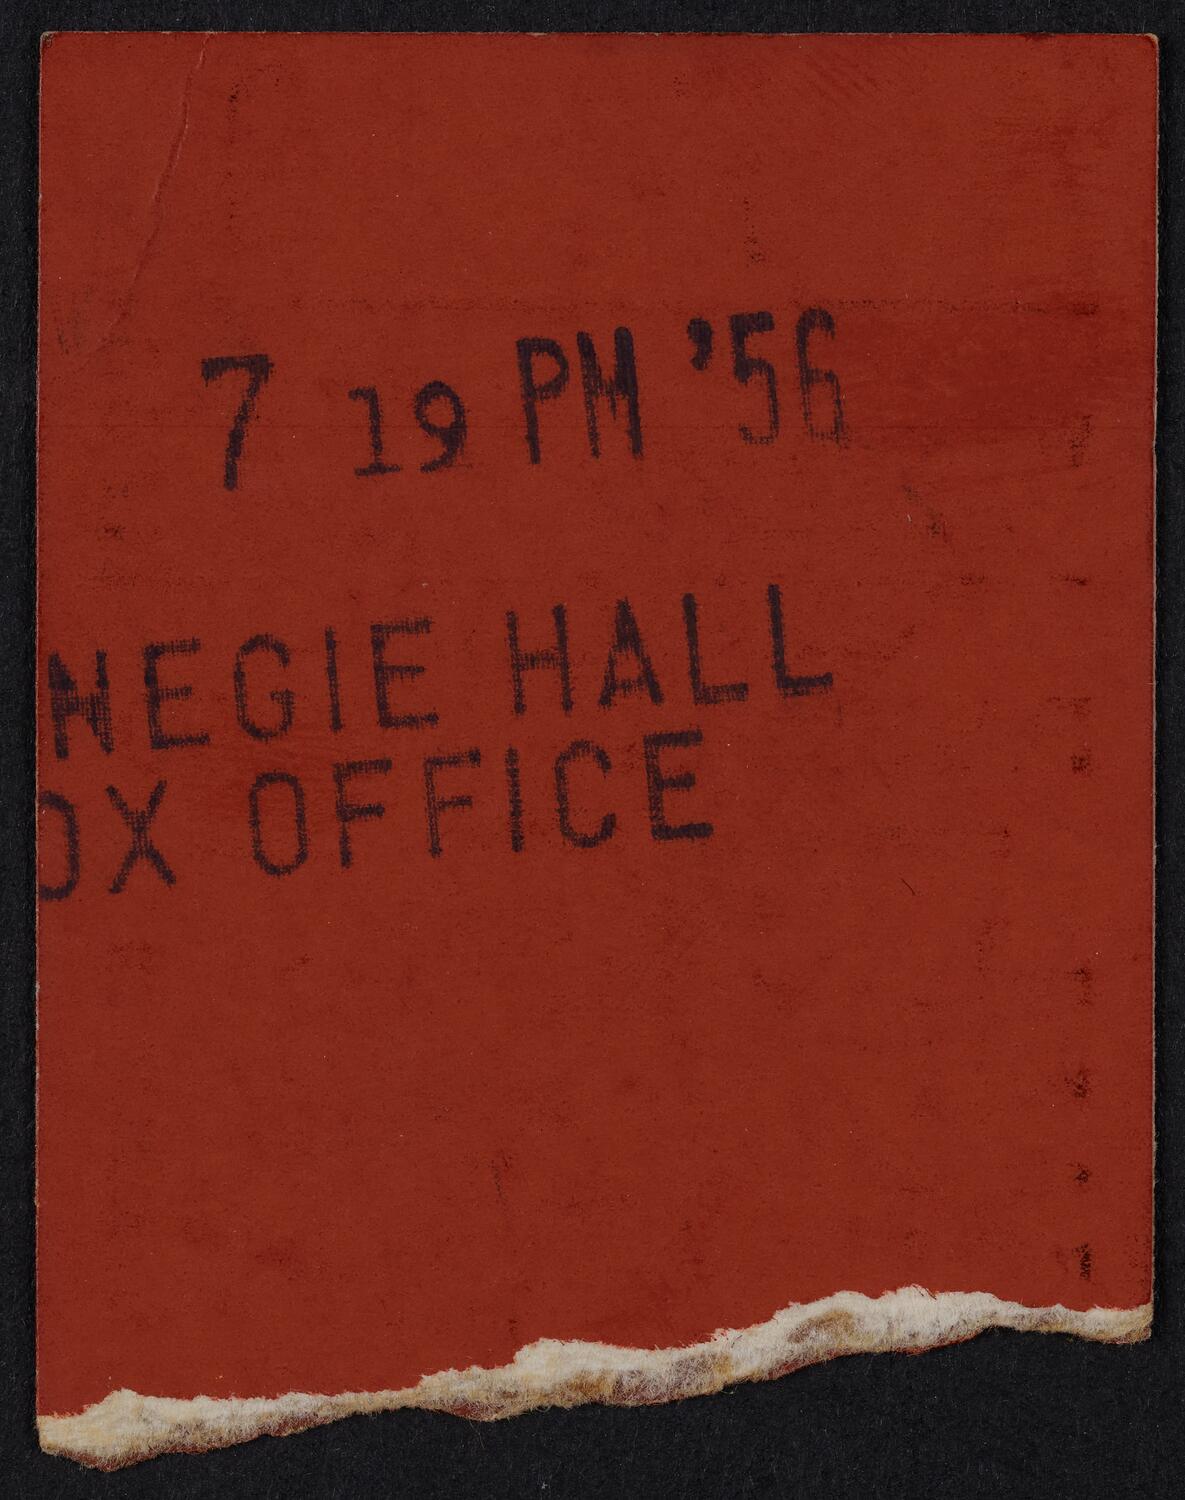 7 19 PM '56
NEGIE HALL
OX OFFICE